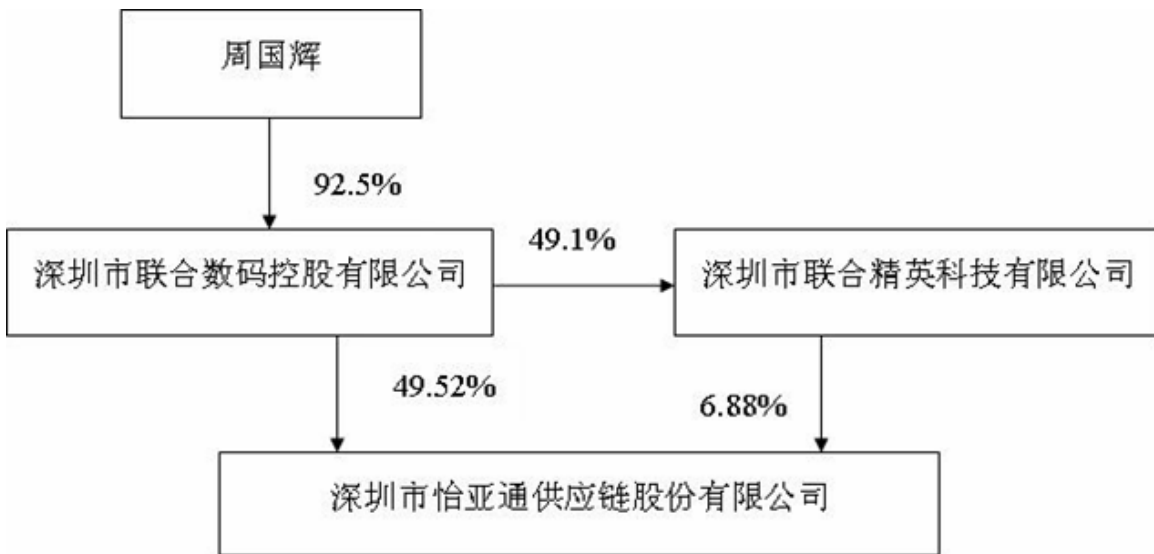 周国辉
92.5%
深圳市联合数码控股有限公司
49.1%
深圳市联合精英科技有限公司
49.52%
6.88%
深圳市怡亚通供应链股份有限公司